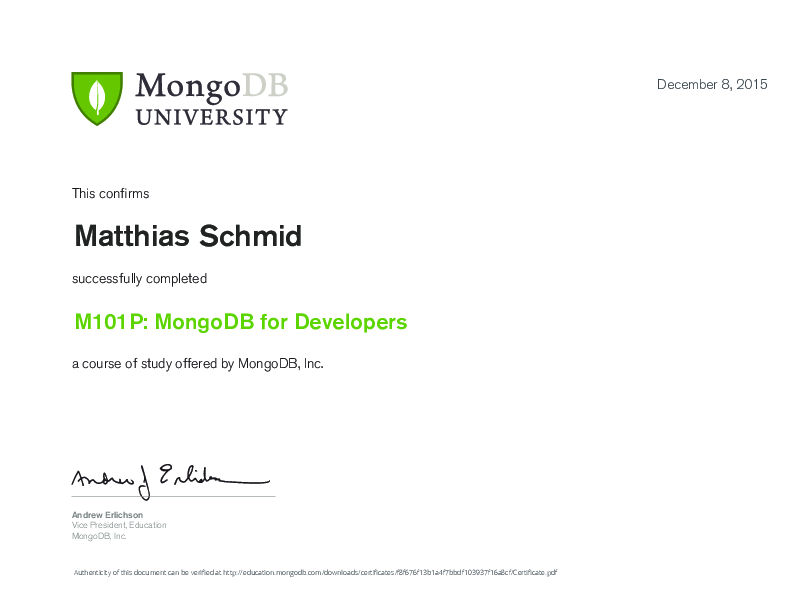 MongoDB
UNIVERSITY
December 8, 2015
This confirms
Matthias Schmid
successfully completed
M101P: MongoDB for Developers
a course of study offered by MongoDB, Inc.
Andrew J Erlichson
Andrew Erlichson
Vice President, Education
MongoDB, Inc.
Authenticity of this document can be verified at http://education.mongodb.com/downloads/certificates/f8f676f13b1a4f7bbdf103937f16a8cf/Certificate.pdf